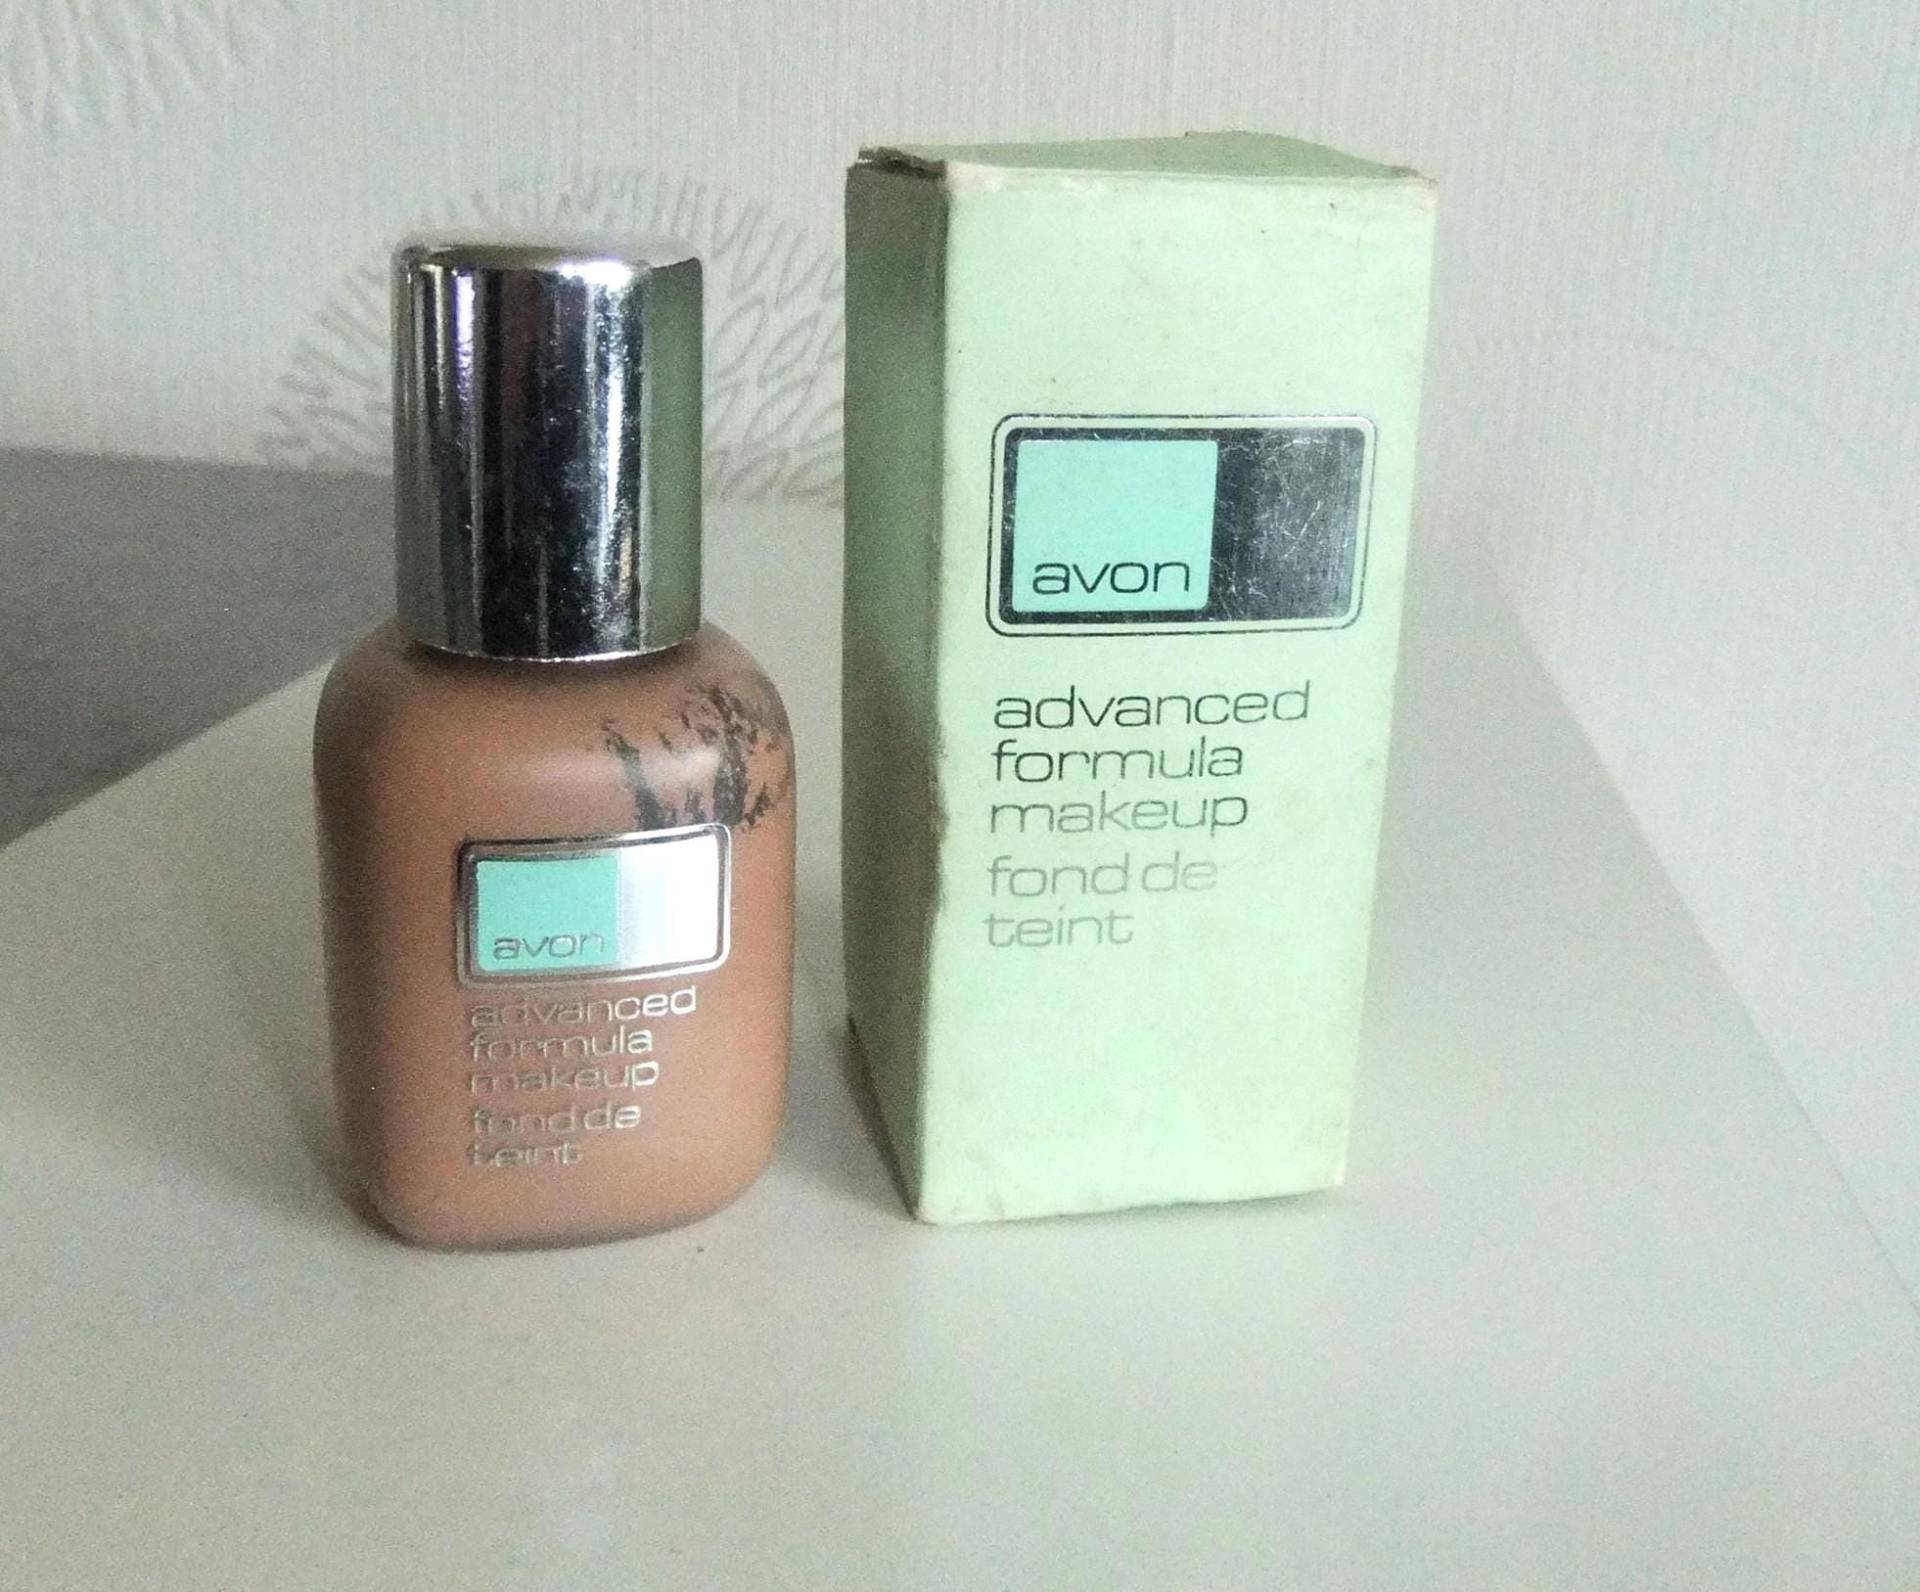 avon
advanced
formula
makeup
fond de
teint
avon
advanced
formula
makeup
fond de
teint